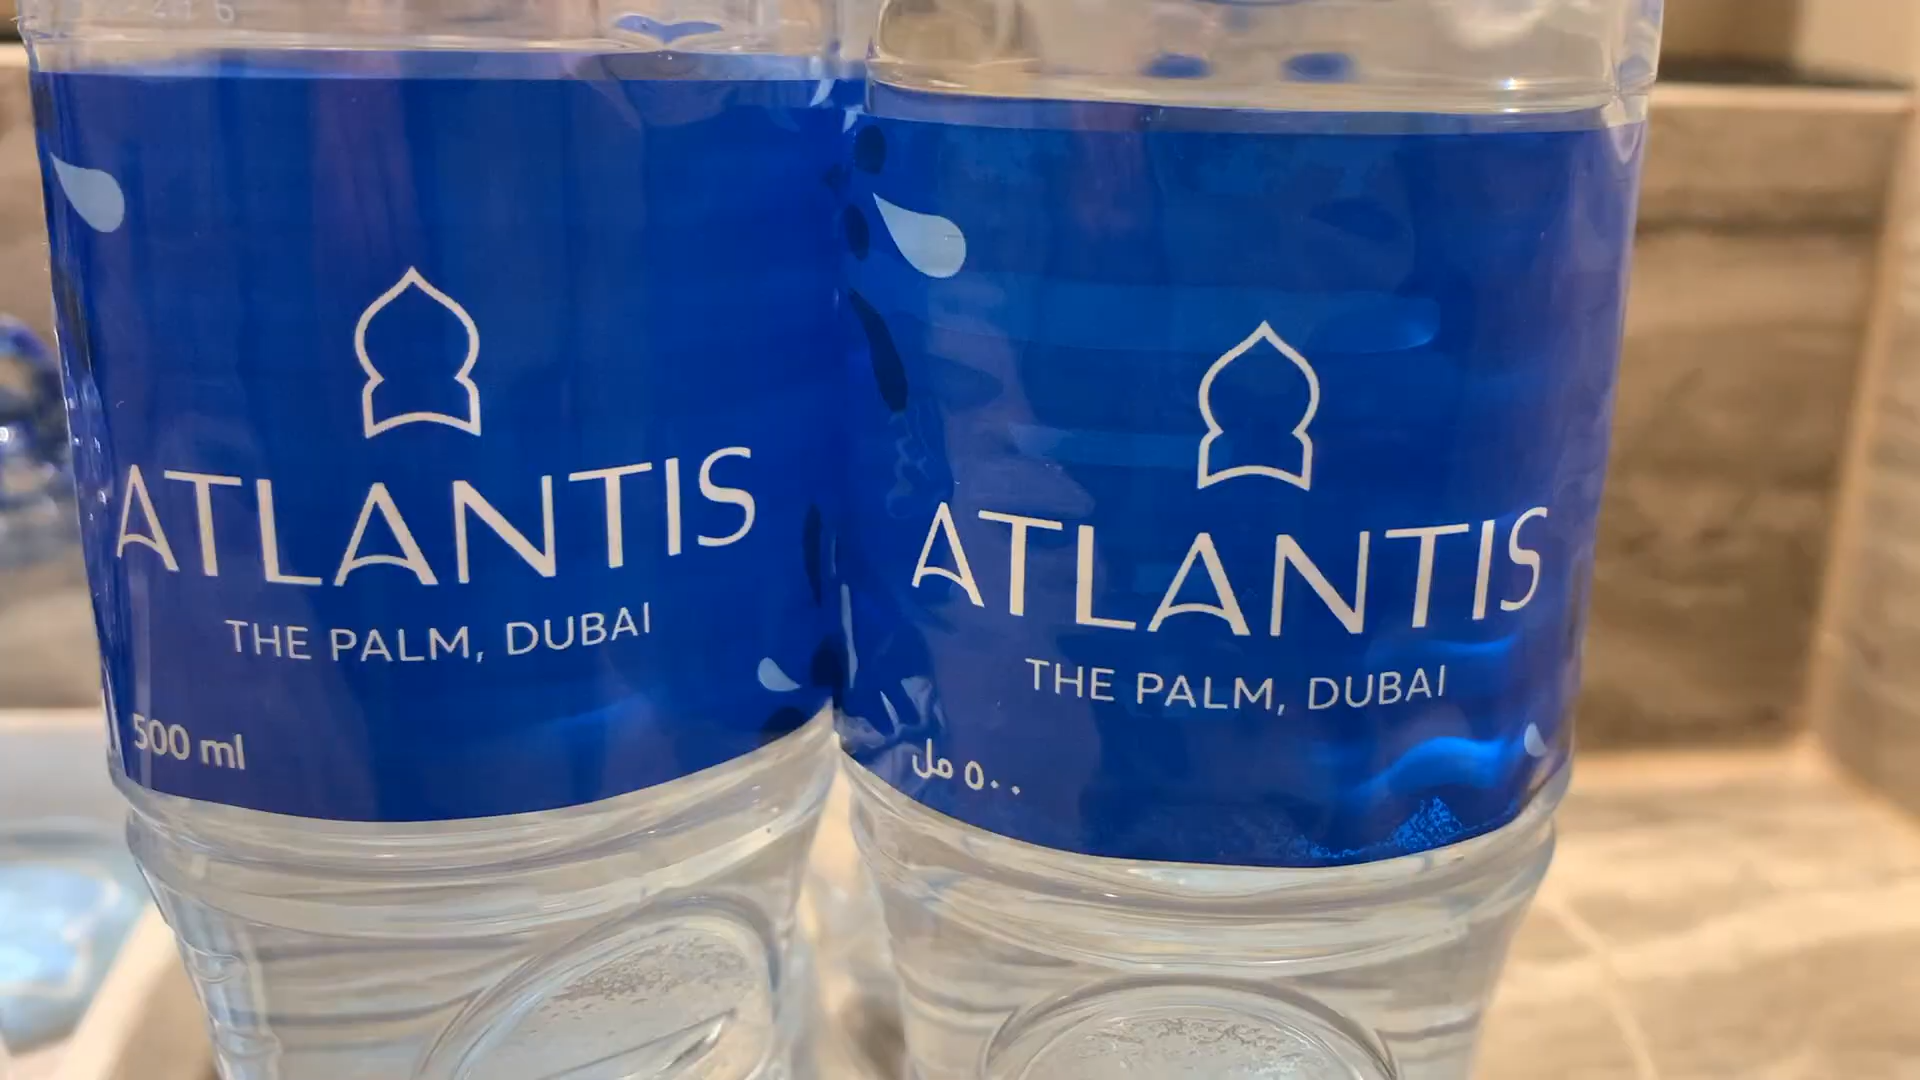 ATLANTIS
THE PALM, DUBAI
500 ml
ATLANTIS
THE PALM, DUBAI
٥٠٠ مل